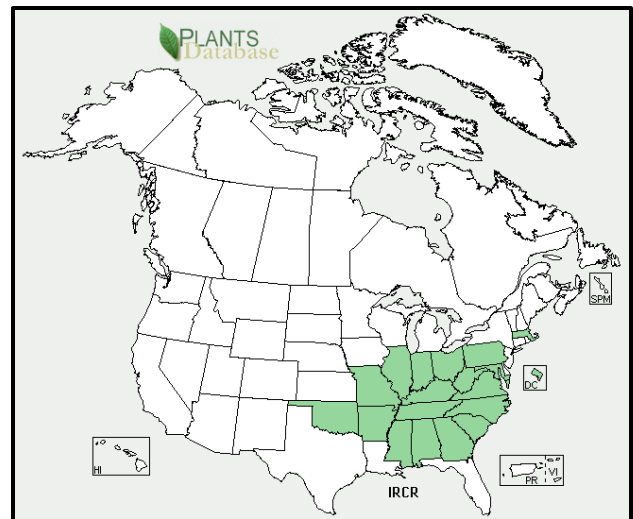 PLANTS
Database
SPM
DC
HI
PR
VI
IRCR